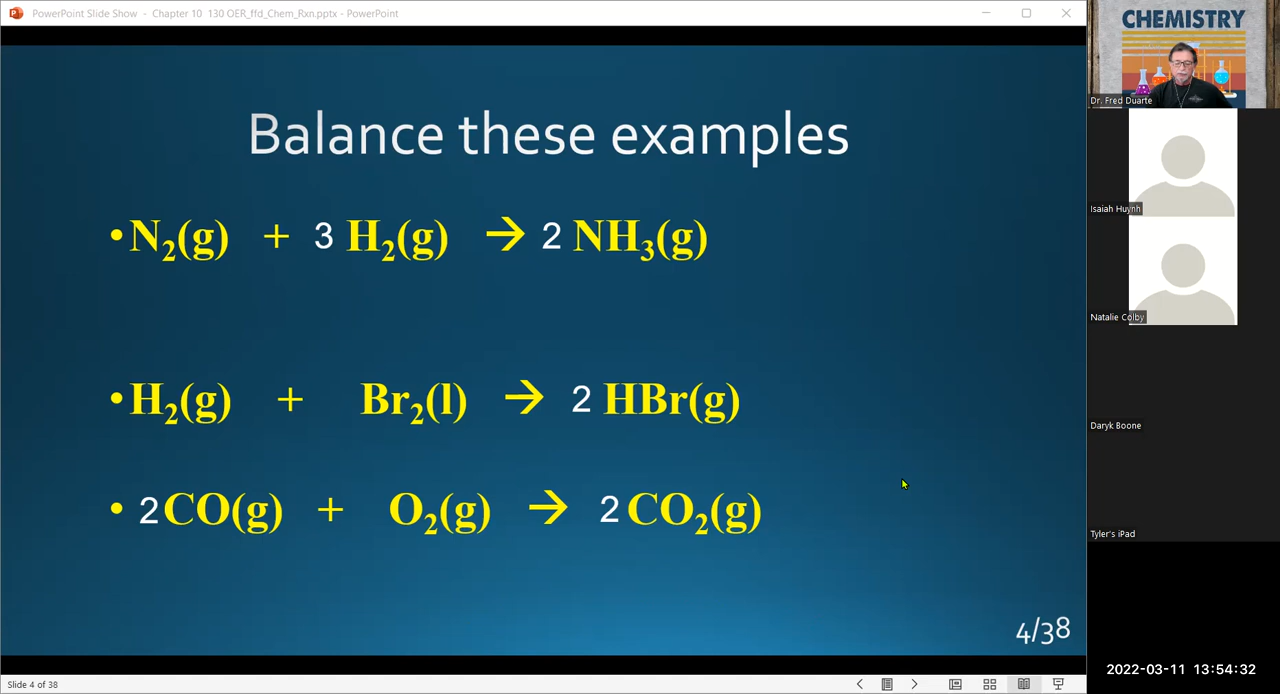 PowerPoint Slide Show - Chapter 10 130 OER_ffd_Chem_Rxn.pptx - PowerPoint
Balance these examples
•N₂(g) + 3 H₂(g) → 2 NH₃(g)
•H₂(g) + Br₂(l) → 2 HBr(g)
• 2 CO(g) + O₂(g) → 2 CO₂(g)
4/38
Slide 4 of 38
CHEMISTRY
Dr. Fred Duarte
Isaiah Huynh
Natalie Colby
Daryk Boone
Tyler's iPad
2022-03-11 13:54:32